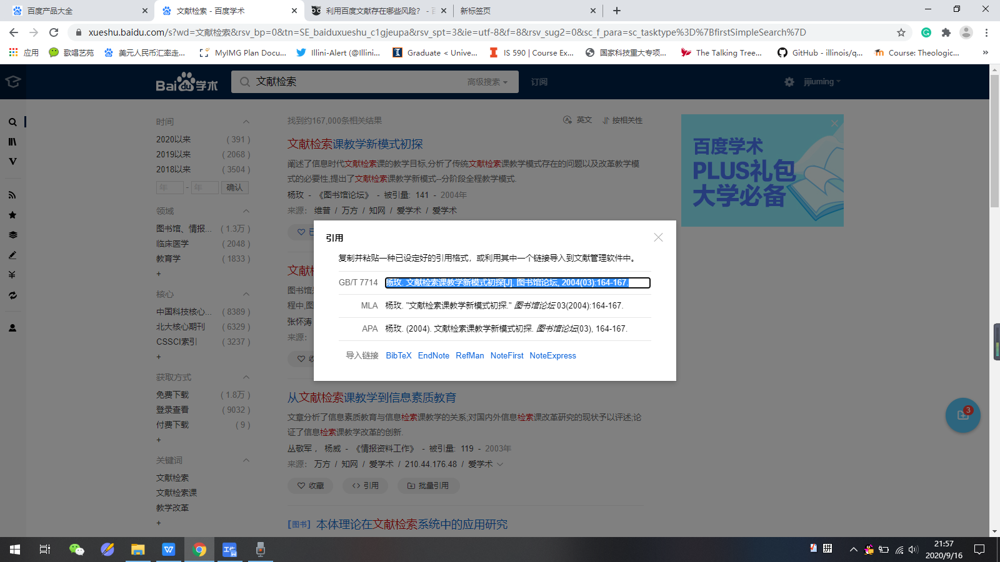 百度产品大全
文献检索 - 百度学术
利用百度文献存在哪些风险？ - 百
新标签页
xueshu.baidu.com/s?wd=文献检索&rsv_bp=0&tn=SE_baiduxueshu_c1gjeupa&rsv_spt=3&ie=utf-8&f=8&rsv_sug2=0&sc_f_para=sc_tasktype%3D%7BfirstSimpleSearch%7D
应用
歌唱艺苑
美元人民币汇率走...
MyIMG Plan Docu...
Illini-Alert (@Illini...
Graduate < Unive...
IS 590 | Course Ex...
国家科技重大专项...
The Talking Tree...
GitHub - illinois/q...
Course: Theologic...
»
Bai du 学术
文献检索
高级搜索
订阅
jijiuming
时间
2020以来 ( 391 )
2019以来 ( 2068 )
2018以来 ( 3504 )
年 - 年 确认
领域
图书馆、情报... ( 1.3万 )
临床医学 ( 2048 )
教育学 ( 1833 )
+
核心
中国科技核心... ( 8389 )
北大核心期刊 ( 6329 )
CSSCI索引 ( 3237 )
+
获取方式
免费下载 ( 1.8万 )
登录查看 ( 9032 )
付费下载 ( 9 )
+
关键词
文献检索
文献检索课
教学改革
+
找到约167,000条相关结果
英文
按相关性
文献检索课教学新模式初探
阐述了信息时代文献检索课的教学目标,分析了传统文献检索课教学模式存在的问题以及改革教学模
式的必要性,提出了文献检索课教学新模式--分阶段全程教学模式.
杨玫 - 《图书馆论坛》 - 被引量: 141 - 2004年
来源: 维普 / 万方 / 知网 / 爱学术 / 爱学术
文献
图书馆
程中,图
张怀涛
来源:
引用
复制并粘贴一种已设定好的引用格式，或利用其中一个链接导入到文献管理软件中。
GB/T 7714 杨玫. 文献检索课教学新模式初探[J]. 图书馆论坛, 2004(03):164-167.
MLA 杨玫. "文献检索课教学新模式初探." 图书馆论坛 03(2004):164-167.
APA 杨玫. (2004). 文献检索课教学新模式初探. 图书馆论坛(03), 164-167.
导入链接 BibTeX EndNote RefMan NoteFirst NoteExpress
从文献检索课教学到信息素质教育
文章分析了信息素质教育与信息检索课教学的关系;对国内外信息检索课改革研究的现状予以评述;论
证了信息检索课教学改革的创新.
丛敬军， 杨威 - 《情报资料工作》 - 被引量: 119 - 2003年
来源: 万方 / 知网 / 爱学术 / 210.44.176.48 / 爱学术
收藏
引用
批量引用
[图书] 本体理论在文献检索系统中的应用研究
百度学术
PLUS礼包
大学必备
3
拼
21:57
2020/9/16